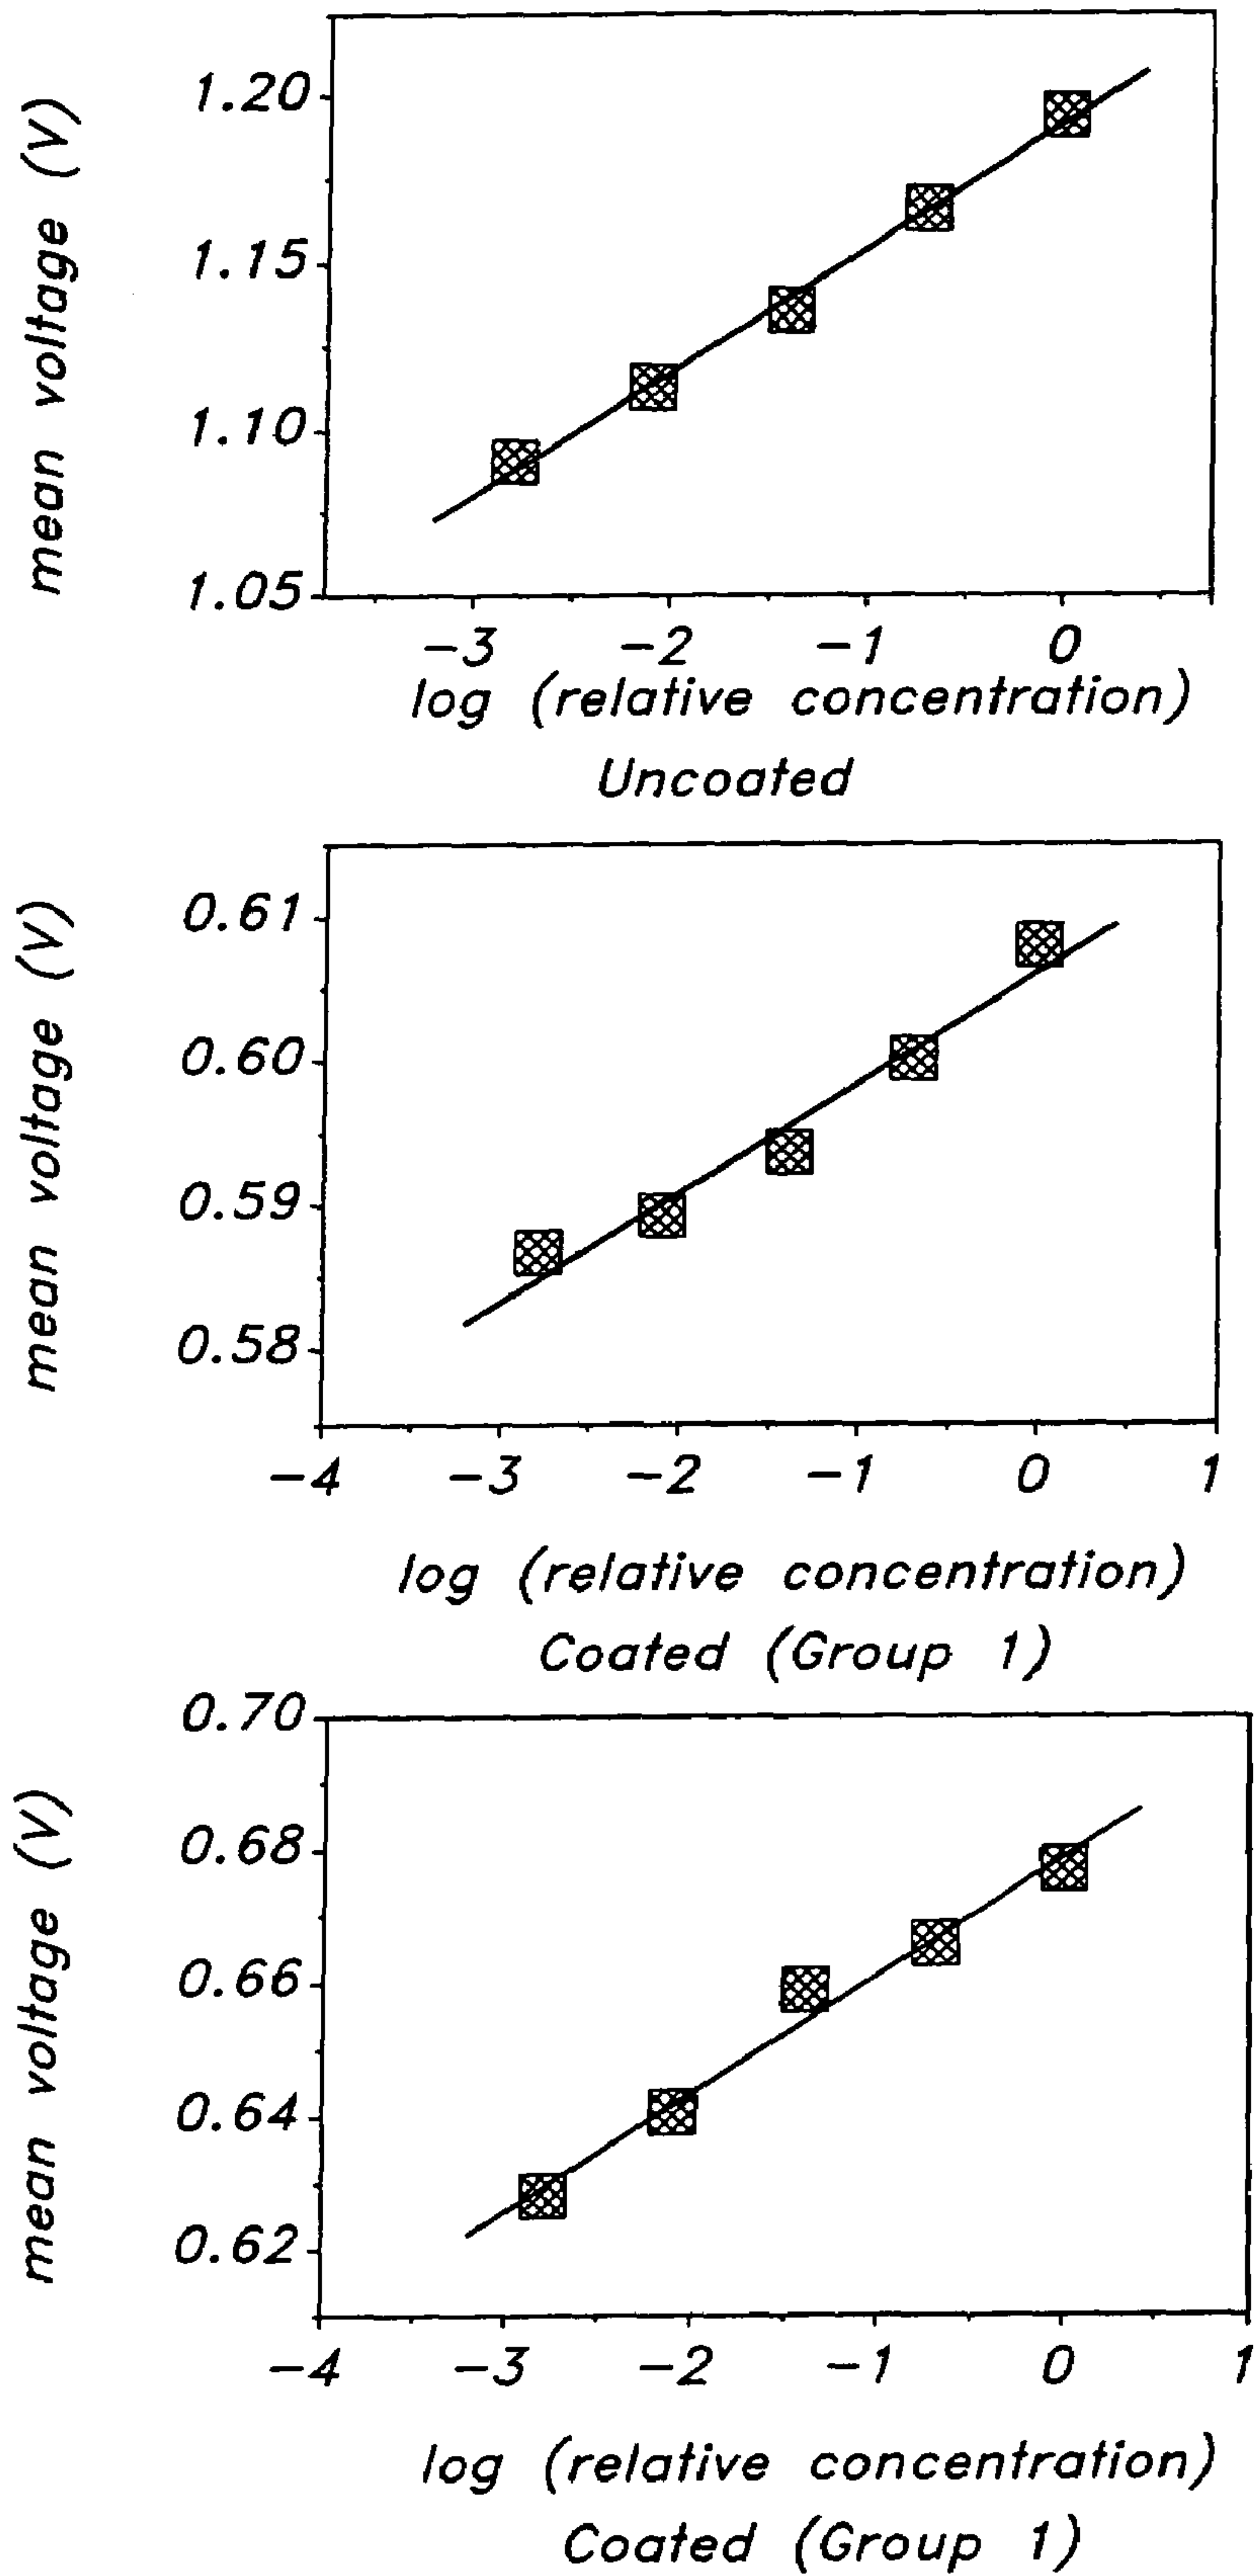 mean voltage (V)
1.20
1.15
1.10
1.05
-3 -2 -1 0
log (relative concentration)
Uncoated
mean voltage (V)
0.61
0.60
0.59
0.58
-4 -3 -2 -1 0 1
log (relative concentration)
Coated (Group 1)
mean voltage (V)
0.70
0.68
0.66
0.64
0.62
-4 -3 -2 -1 0 1
log (relative concentration)
Coated (Group 1)